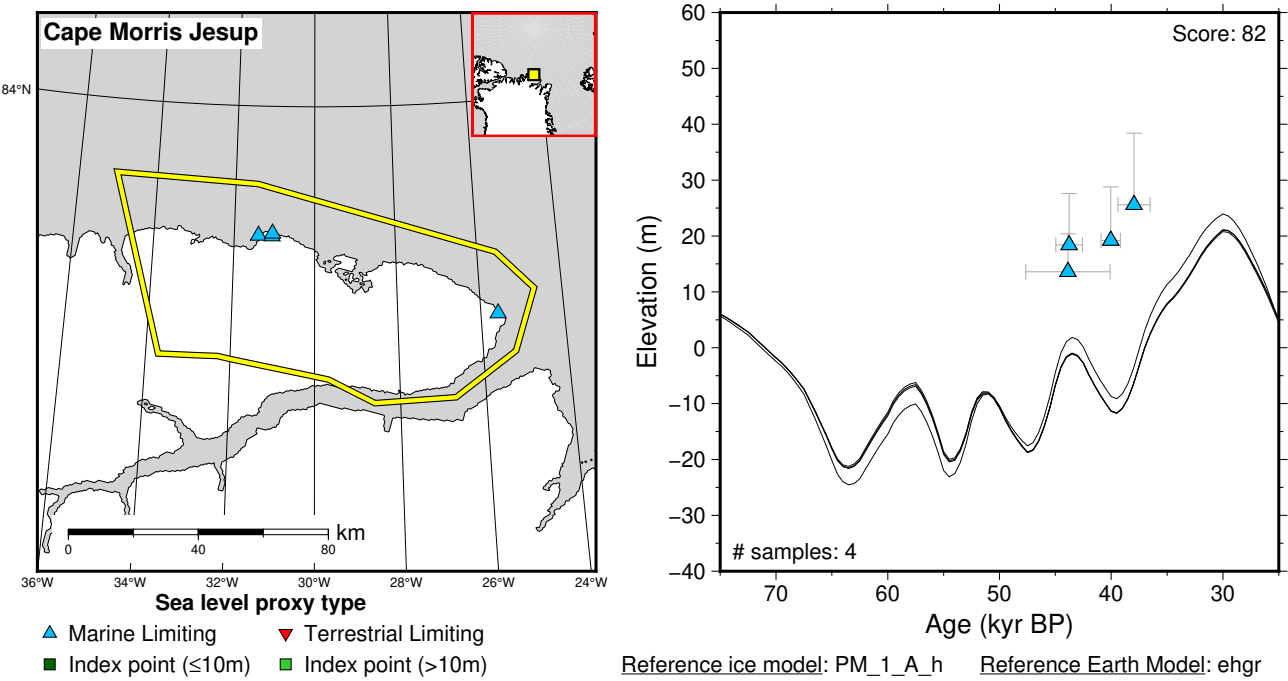 Cape Morris Jesup
84°N
km
0 40 80
36°W 34°W 32°W 30°W 28°W 26°W 24°W
Sea level proxy type
Marine Limiting
Terrestrial Limiting
Index point (≤10m)
Index point (>10m)
Score: 82
60
50
40
30
20
10
0
−10
−20
−30
−40
Elevation (m)
# samples: 4
70 60 50 40 30
Age (kyr BP)
Reference ice model: PM_1_A_h
Reference Earth Model: ehgr